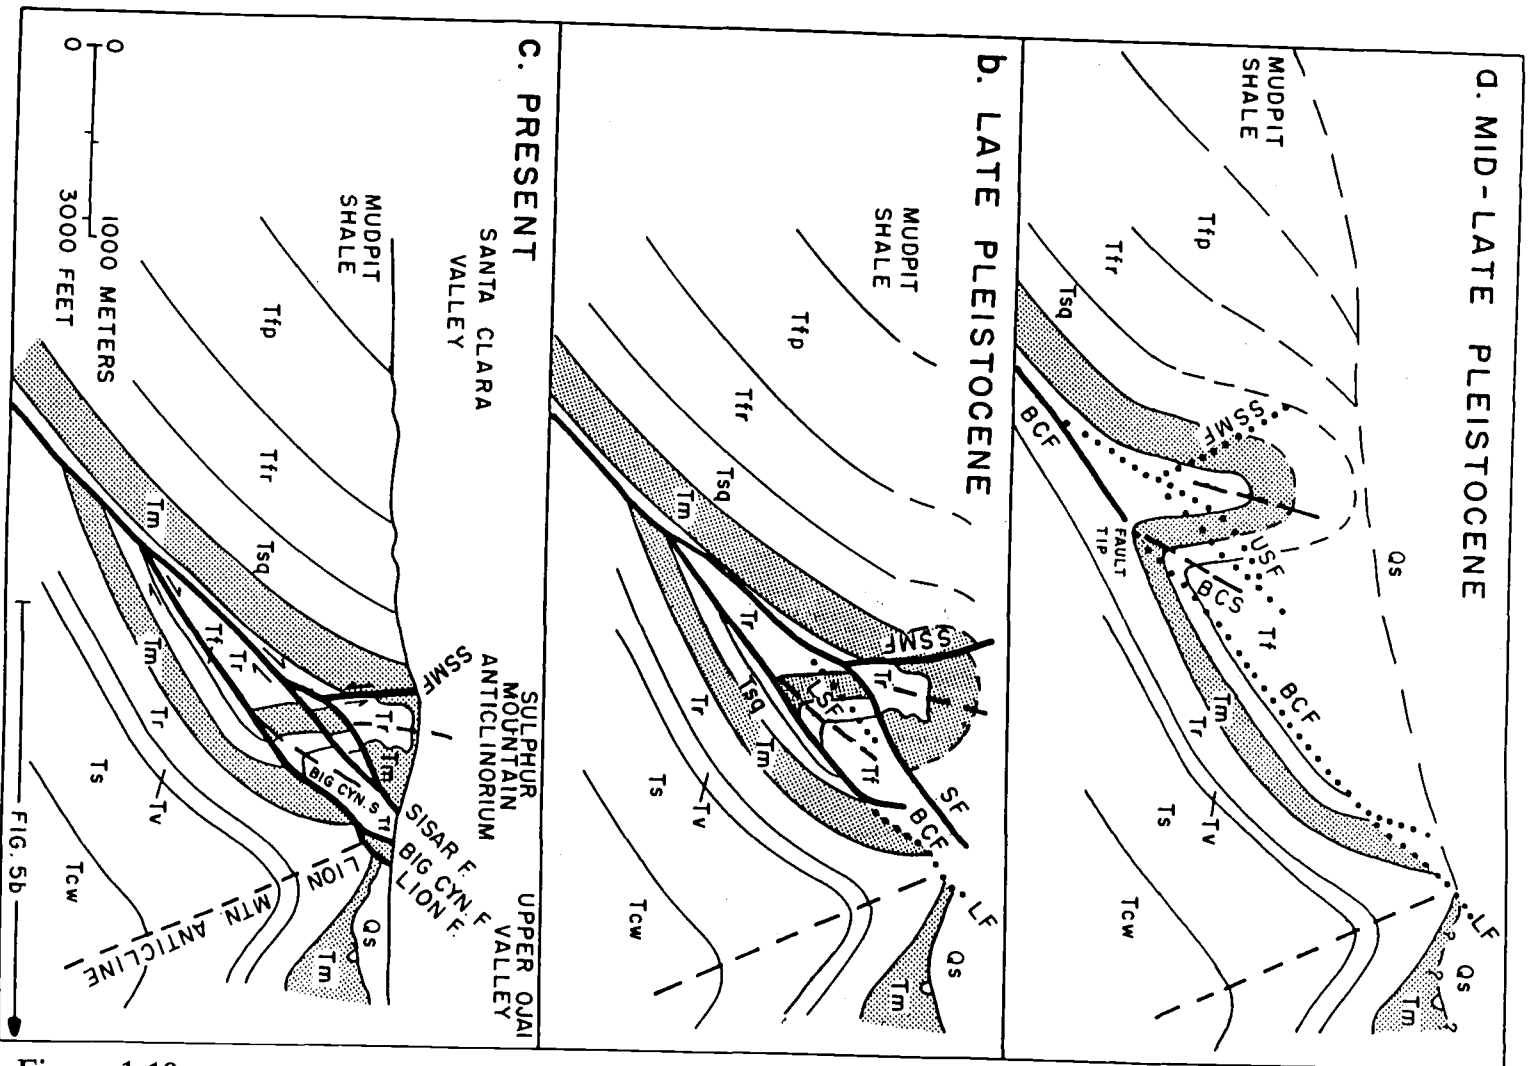 a. MID-LATE PLEISTOCENE
MUDPIT
SHALE
Tfp
Tfr
Tsq
BCF
SSMF
FAULT
TIP
USF
BCS
Tf
BCF
Qs
Tm
Tr
Tv
Ts
Tcw
LF
Qs
Tm
?
?
?
b. LATE PLEISTOCENE
MUDPIT
SHALE
Tfp
Tfr
Tsq
Tm
SSMF
Tr
Tr
LSF
Tsq
Tf
SF
BCF
Tm
Tr
Tv
Ts
Tcw
LF
Qs
Tm
c. PRESENT
SANTA CLARA
VALLEY
SULPHUR
MOUNTAIN
ANTICLINORIUM
UPPER OJAI
VALLEY
MUDPIT
SHALE
SSMF
SISAR F.
BIG CYN. F
LION F.
Tfp
Tfr
Tsq
Tm
Tr
Tm
Tf
Tr
BIG CYN. S
Tf
Tm
Tr
Tv
Ts
Tcw
LION MTN. ANTICLINE
Qs
Tm
0 1000 METERS
0 3000 FEET
FIG. 5b